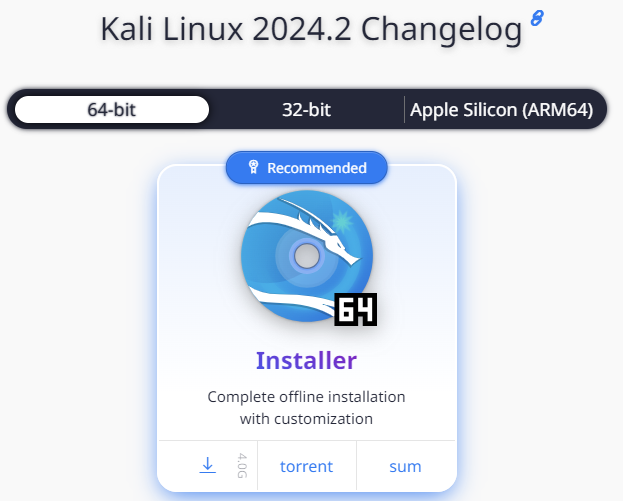 Kali Linux 2024.2 Changelog
64-bit
32-bit
Apple Silicon (ARM64)
Recommended
64
Installer
Complete offline installation
with customization
4.0G
torrent
sum